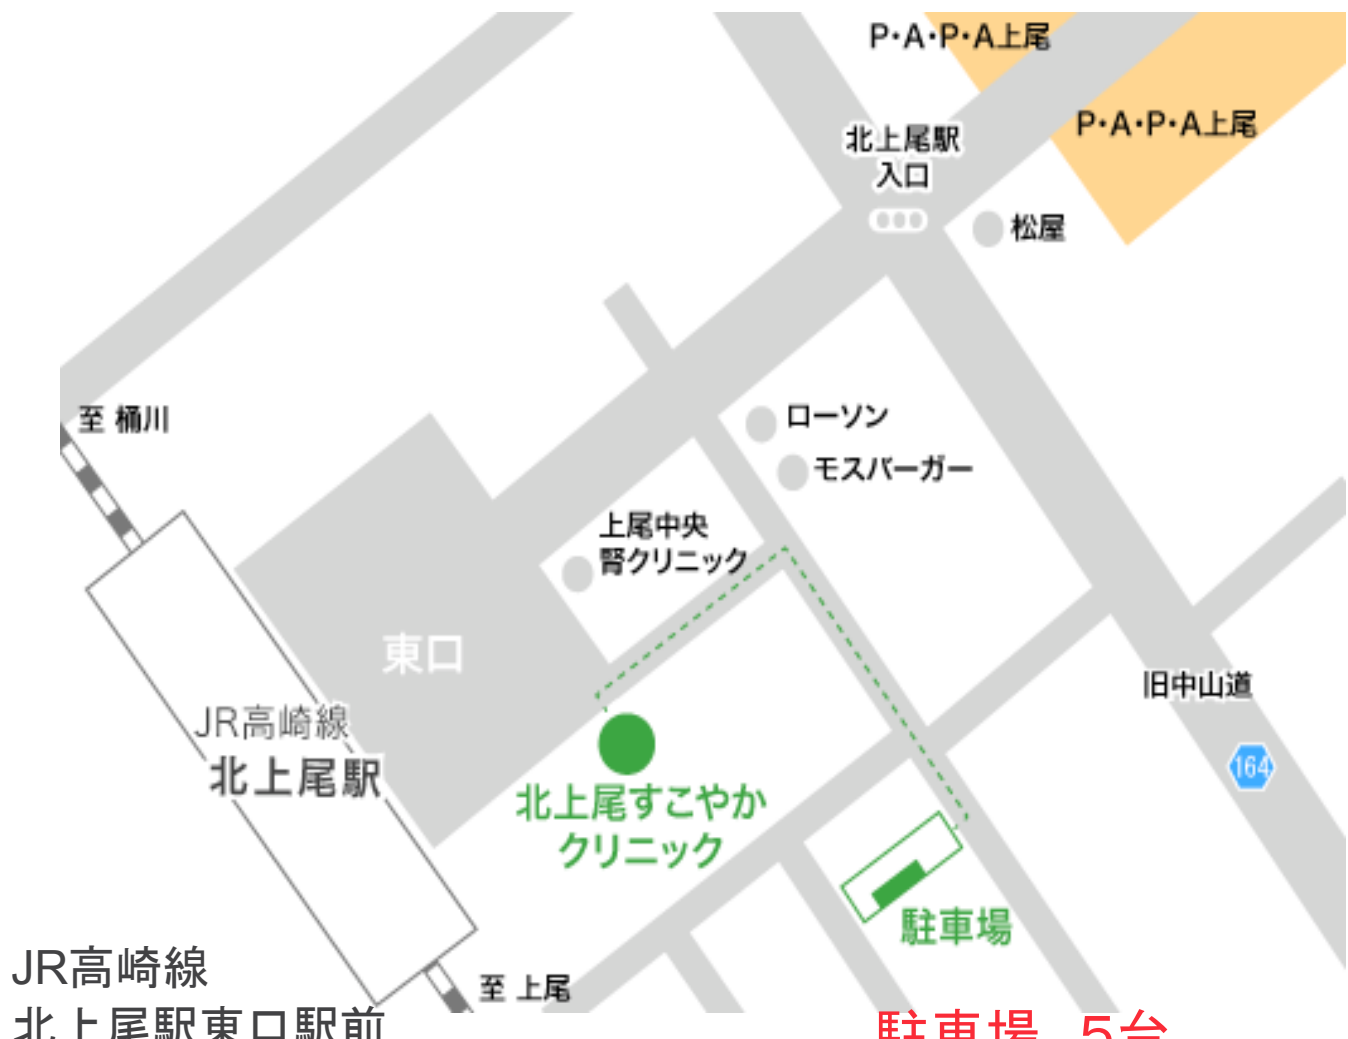 P・A・P・A上尾
P・A・P・A上尾
北上尾駅
入口
松屋
至 桶川
ローソン
モスバーガー
上尾中央
腎クリニック
東口
旧中山道
JR高崎線
北上尾駅
164
北上尾すこやか
クリニック
駐車場
至 上尾
JR高崎線
北上尾駅東口駅前
駐車場 5台